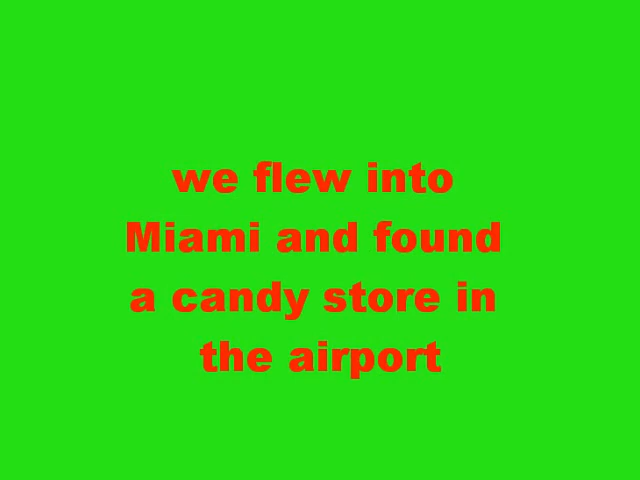 we flew into
Miami and found
a candy store in
the airport